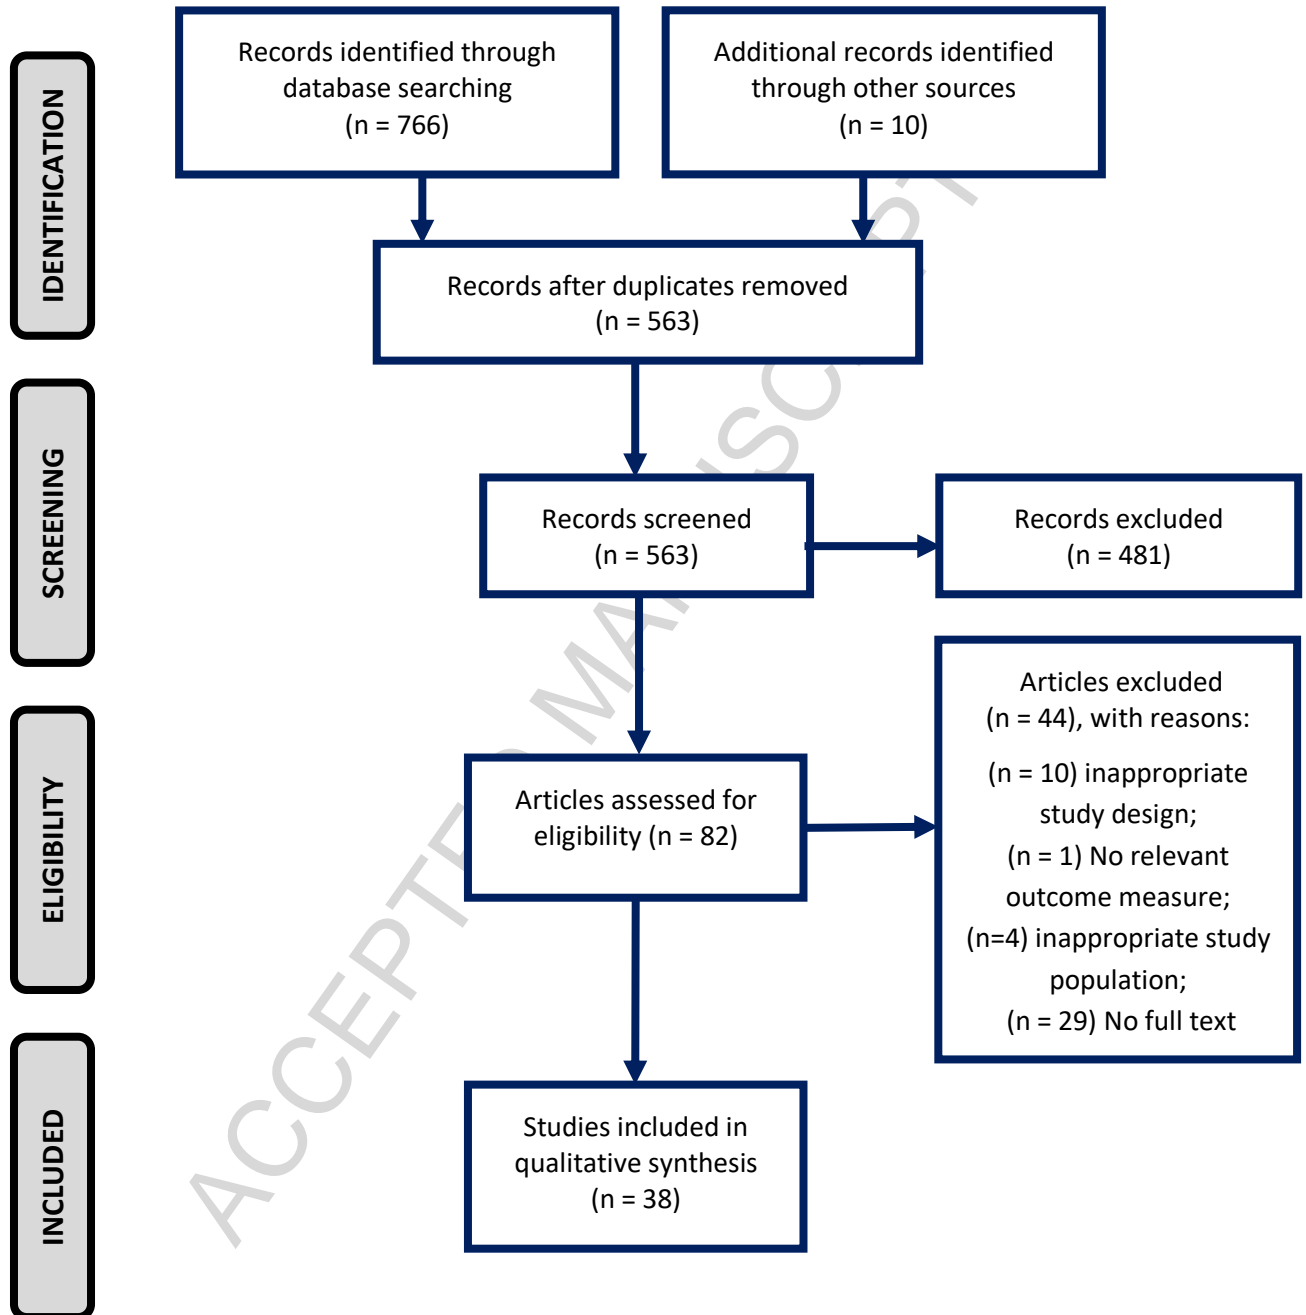 IDENTIFICATION
Records identified through
database searching
(n = 766)
Additional records identified
through other sources
(n = 10)
Records after duplicates removed
(n = 563)
SCREENING
Records screened
(n = 563)
Records excluded
(n = 481)
ELIGIBILITY
Articles assessed for
eligibility (n = 82)
Articles excluded
(n = 44), with reasons:
(n = 10) inappropriate
study design;
(n = 1) No relevant
outcome measure;
(n=4) inappropriate study
population;
(n = 29) No full text
INCLUDED
Studies included in
qualitative synthesis
(n = 38)
ACCEPTED MANUSCRIPT